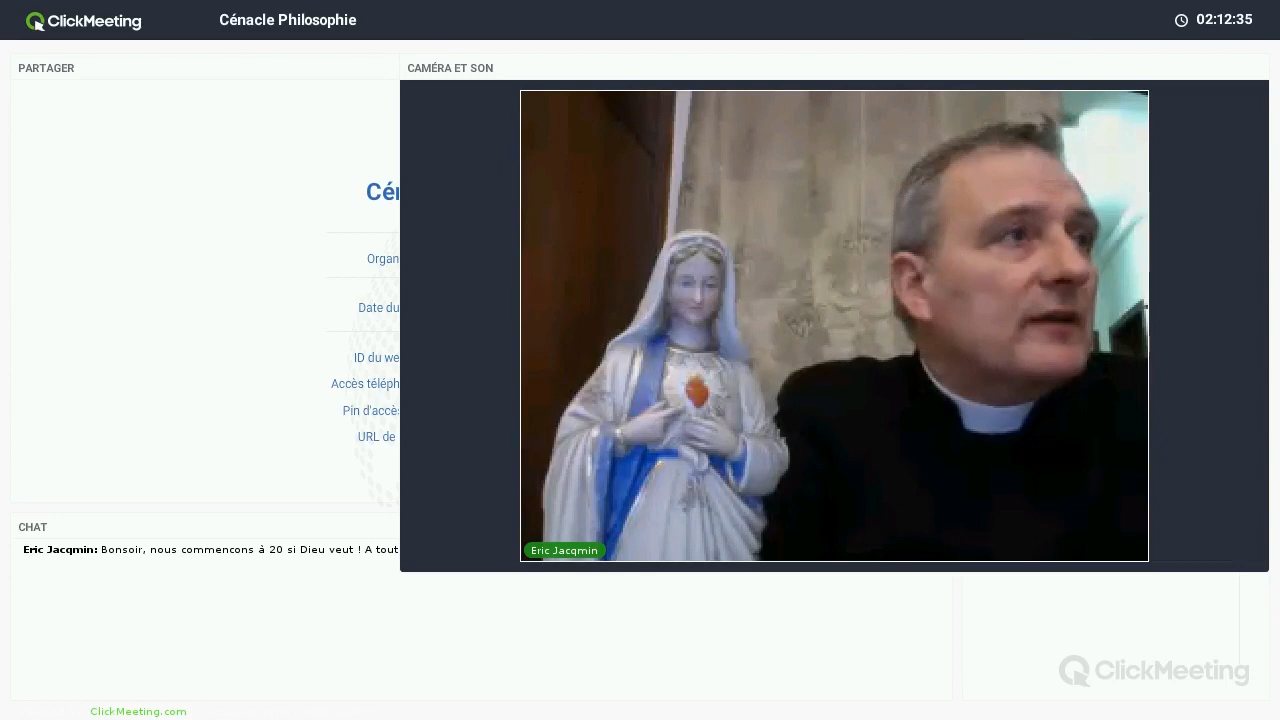 ClickMeeting
Cénacle Philosophie
02:12:35
PARTAGER
CAMÉRA ET SON
Cé
Organ
Date du
ID du we
Accès téléph
Pin d'accès
URL de
Eric Jacqmin
CHAT
Eric Jacqmin: Bonsoir, nous commencons à 20 si Dieu veut ! A tout
ClickMeeting
ClickMeeting.com